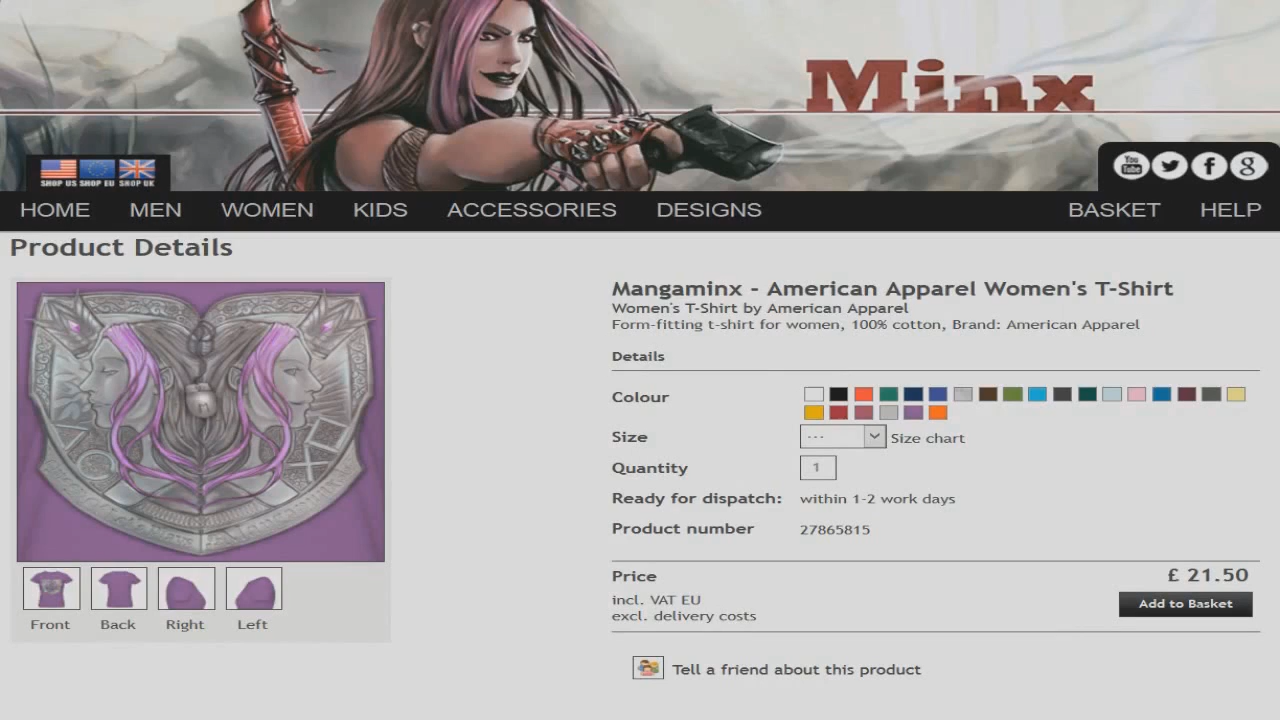 Minx
SHOP US SHOP EU SHOP UK
You Tube
HOME MEN WOMEN KIDS ACCESSORIES DESIGNS BASKET HELP
Product Details
Mangaminx - American Apparel Women's T-Shirt
Women's T-Shirt by American Apparel
Form-fitting t-shirt for women, 100% cotton, Brand: American Apparel
Details
Colour
Size --- Size chart
Quantity 1
Ready for dispatch: within 1-2 work days
Product number 27865815
Price £ 21.50
incl. VAT EU
excl. delivery costs
Add to Basket
Front Back Right Left
Tell a friend about this product